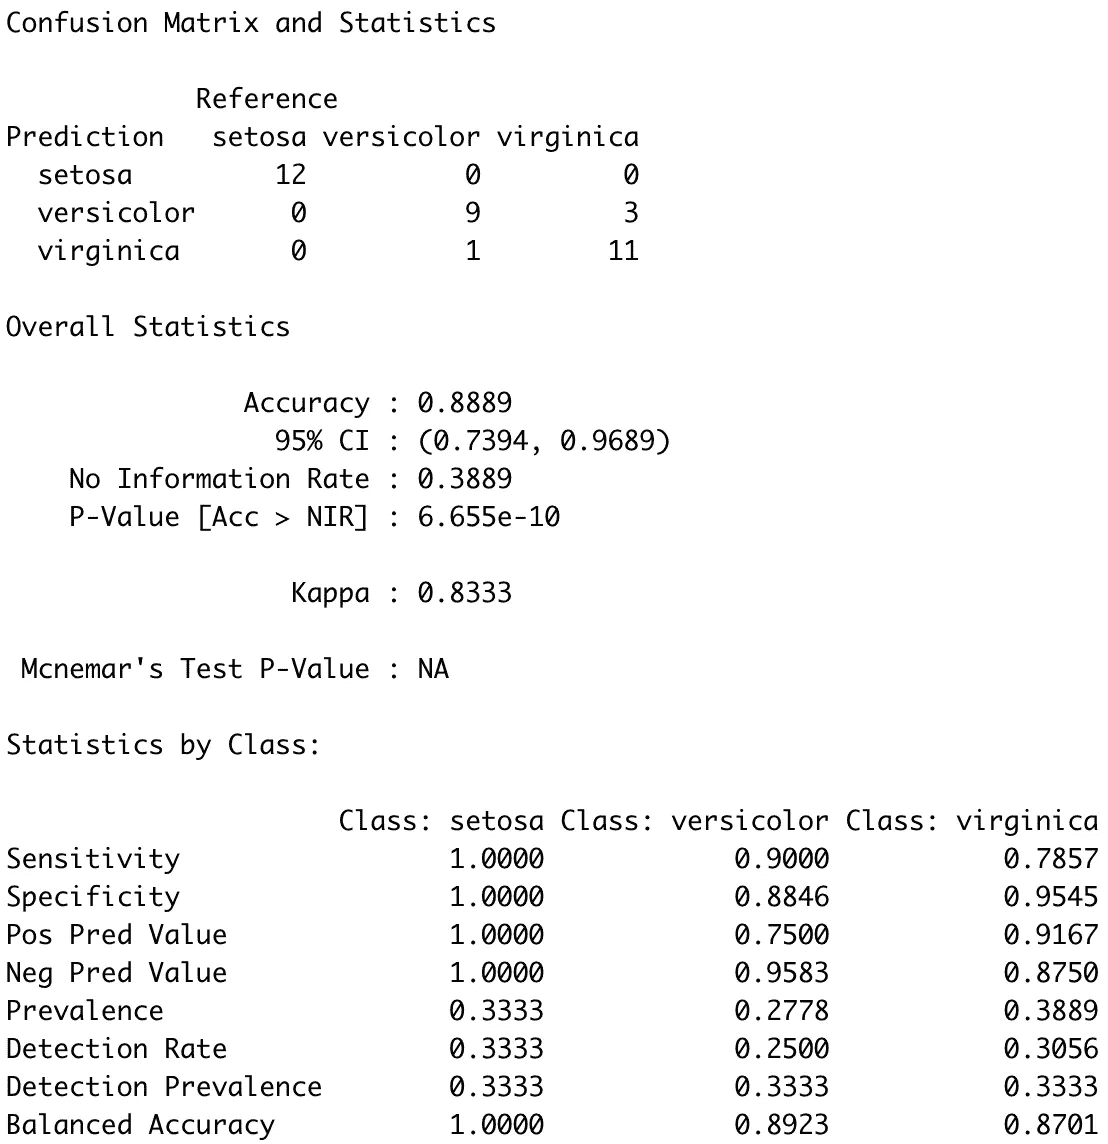 Confusion Matrix and Statistics
Reference
Prediction setosa versicolor virginica
setosa 12 0 0
versicolor 0 9 3
virginica 0 1 11
Overall Statistics
Accuracy : 0.8889
95% CI : (0.7394, 0.9689)
No Information Rate : 0.3889
P-Value [Acc > NIR] : 6.655e-10
Kappa : 0.8333
Mcnemar's Test P-Value : NA
Statistics by Class:
Class: setosa Class: versicolor Class: virginica
Sensitivity 1.0000 0.9000 0.7857
Specificity 1.0000 0.8846 0.9545
Pos Pred Value 1.0000 0.7500 0.9167
Neg Pred Value 1.0000 0.9583 0.8750
Prevalence 0.3333 0.2778 0.3889
Detection Rate 0.3333 0.2500 0.3056
Detection Prevalence 0.3333 0.3333 0.3333
Balanced Accuracy 1.0000 0.8923 0.8701